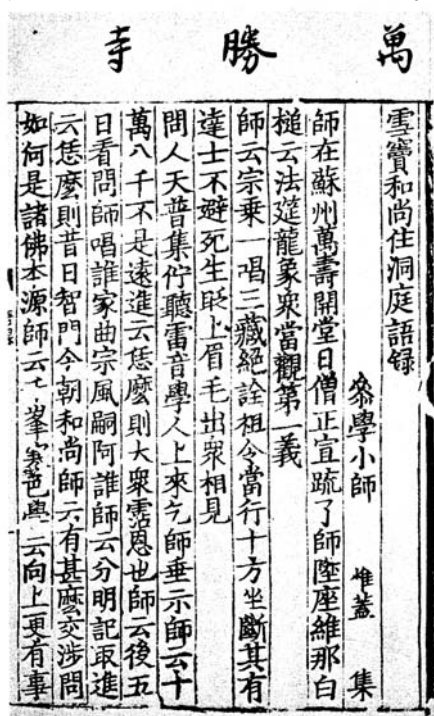 萬勝寺
雪竇和尚住洞庭語録
叅學小師 惟盖 集
師在蘇州萬壽開堂日僧正宣疏了師陞座維那白
槌云法筵龍象衆當觀第一義
師云宗乘一唱三藏絶詮祖令當行十方坐斷其有
達士不避死生眨上眉毛出衆相見
問人天普集佇聽雷音學人上來乞師垂示師云十
萬八千不是遠進云恁麼則大衆霑恩也師云後五
日看問師唱誰家曲宗風嗣阿誰師云分明記取進
云恁麼則昔日智門今朝和尚師云有甚麼交涉問
如何是諸佛本源師云峯寒色云向上更有事